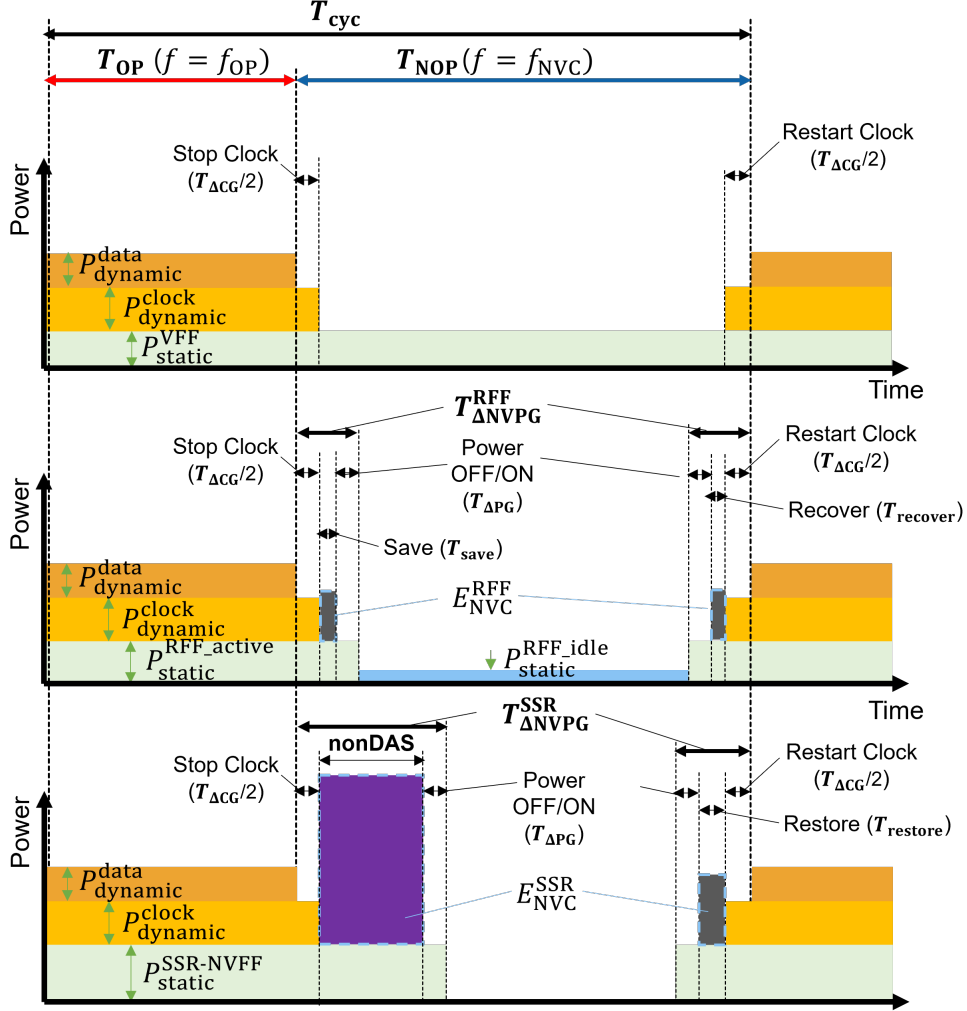 T_cyc
T_OP (f = f_OP)
T_NOP (f = f_NVC)
Stop Clock
(T_ΔCG/2)
Restart Clock
(T_ΔCG/2)
Power
P_dynamic^data
P_dynamic^clock
P_static^VFF
Time
T_ΔNVPG^RFF
Stop Clock
(T_ΔCG/2)
Power
OFF/ON
(T_ΔPG)
Restart Clock
(T_ΔCG/2)
Recover (T_recover)
Save (T_save)
Power
P_dynamic^data
P_dynamic^clock
E_NVC^RFF
P_static^RFF_active
P_static^RFF_idle
Time
T_ΔNVPG^SSR
nonDAS
Stop Clock
(T_ΔCG/2)
Power
OFF/ON
(T_ΔPG)
Restart Clock
(T_ΔCG/2)
Restore (T_restore)
Power
P_dynamic^data
P_dynamic^clock
E_NVC^SSR
P_static^SSR-NVFF